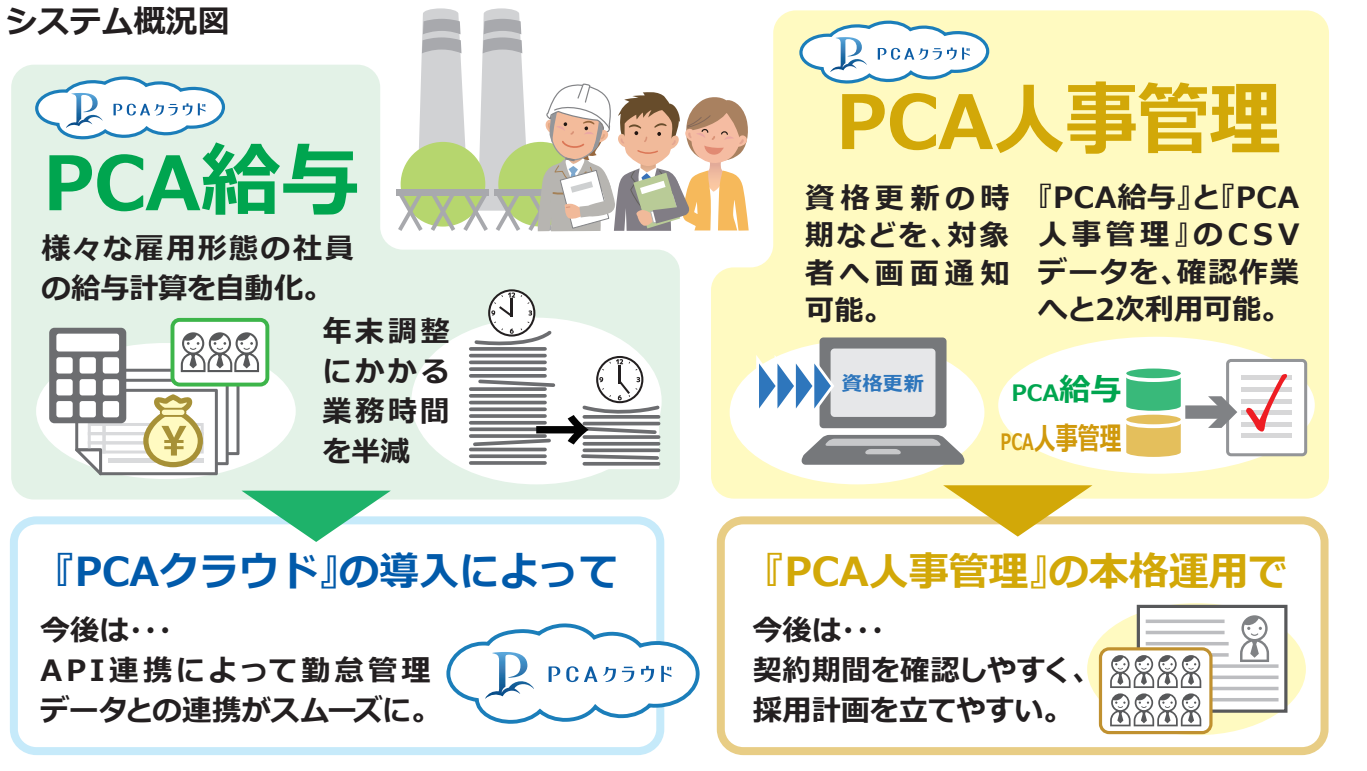 システム概況図
PCAクラウド
PCA給与
様々な雇用形態の社員
の給与計算を自動化。
年末調整
にかかる
業務時間
を半減
12
3
6
9
12
3
6
9
¥
PCAクラウド
PCA人事管理
資格更新の時
期などを、対象
者へ画面通知
可能。
『PCA給与』と『PCA
人事管理』のCSV
データを、確認作業
へと2次利用可能。
資格更新
PCA給与
PCA人事管理
『PCAクラウド』の導入によって
今後は・・・
API連携によって勤怠管理
データとの連携がスムーズに。
PCAクラウド
『PCA人事管理』の本格運用で
今後は・・・
契約期間を確認しやすく、
採用計画を立てやすい。